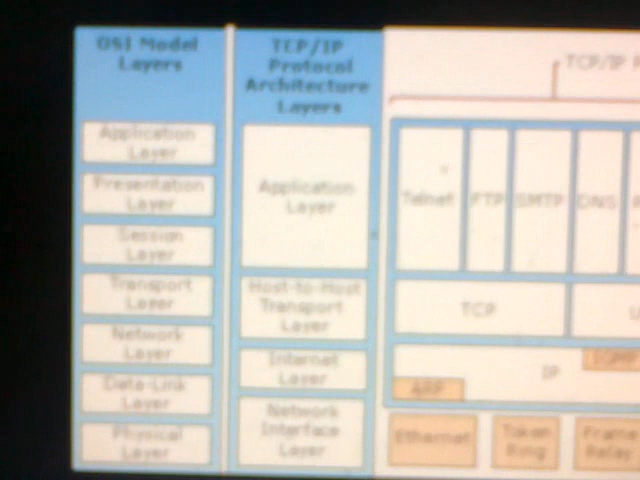 OSI Model
Layers
Application
Layer
Presentation
Layer
Session
Layer
Transport
Layer
Network
Layer
Data-Link
Layer
Physical
Layer
TCP/IP
Protocol
Architecture
Layers
Application
Layer
Host-to-Host
Transport
Layer
Internet
Layer
Network
Interface
Layer
TCP/IP
Telnet
FTP
SMTP
DNS
TCP
IP
ARP
Ethernet
Token
Ring
Frame
Relay